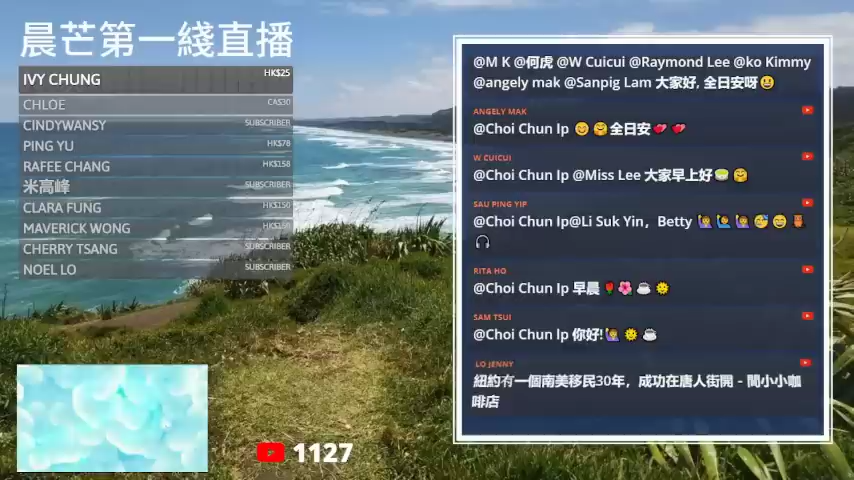 晨芒第一綫直播
IVY CHUNG HK$25
CHLOE CA$30
CINDYWANSY SUBSCRIBER
PING YU HK$78
RAFEE CHANG HK$158
米高峰 SUBSCRIBER
CLARA FUNG HK$150
MAVERICK WONG
CHERRY TSANG SUBSCRIBER
NOEL LO SUBSCRIBER
1127
@M K @何虎 @W Cuicui @Raymond Lee @ko Kimmy
@angely mak @Sanpig Lam 大家好, 全日安呀😃
ANGELY MAK
@Choi Chun Ip 😊🤗全日安💕💕
W CUICUI
@Choi Chun Ip @Miss Lee 大家早上好🍵🤗
SAU PING YIP
@Choi Chun Ip@Li Suk Yin，Betty 🙋🙋‍♂️🙋😴😄🧸
🎧
RITA HO
@Choi Chun Ip 早晨🌹🌺☕🌞
SAM TSUI
@Choi Chun Ip 你好!🙋🌞☕
LO JENNY
紐約有一個南美移民30年，成功在唐人街開 - 間小小咖
啡店